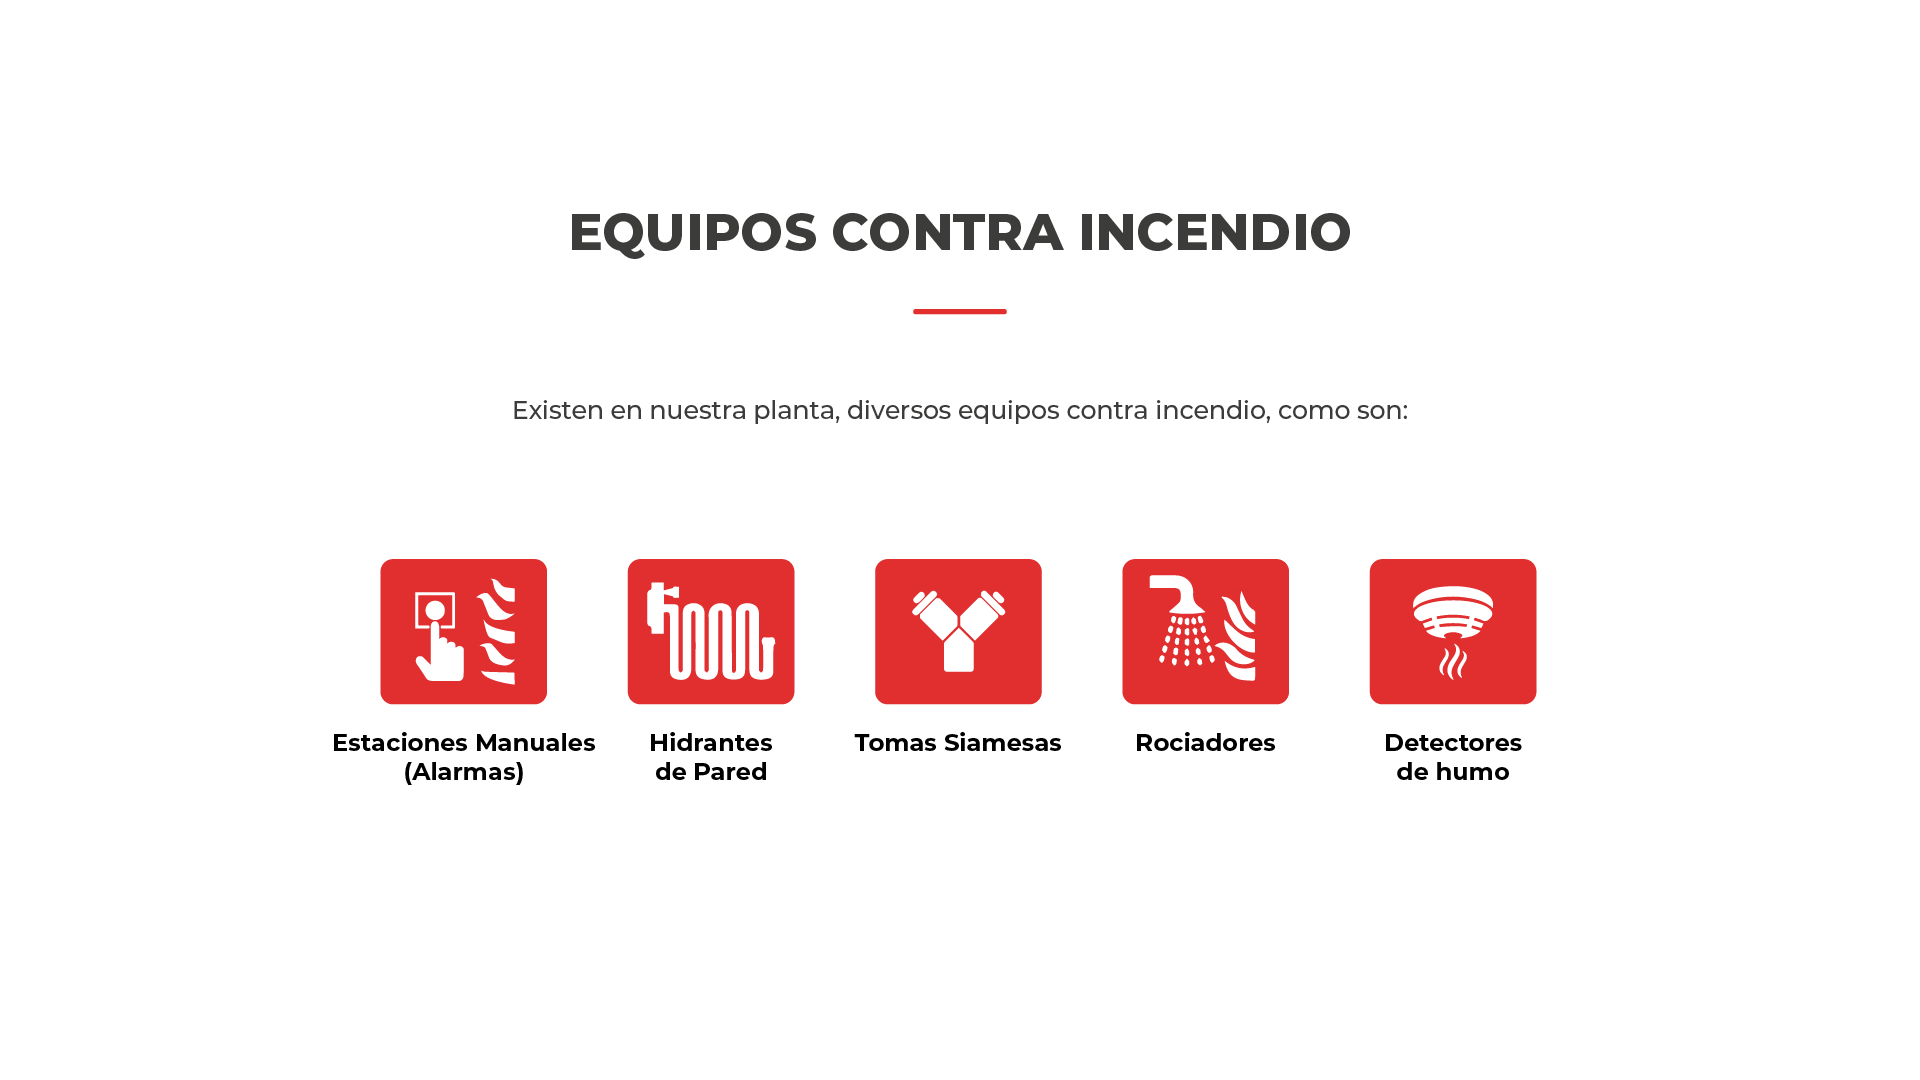 EQUIPOS CONTRA INCENDIO
Existen en nuestra planta, diversos equipos contra incendio, como son:
Estaciones Manuales
(Alarmas)
Hidrantes
de Pared
Tomas Siamesas
Rociadores
Detectores
de humo